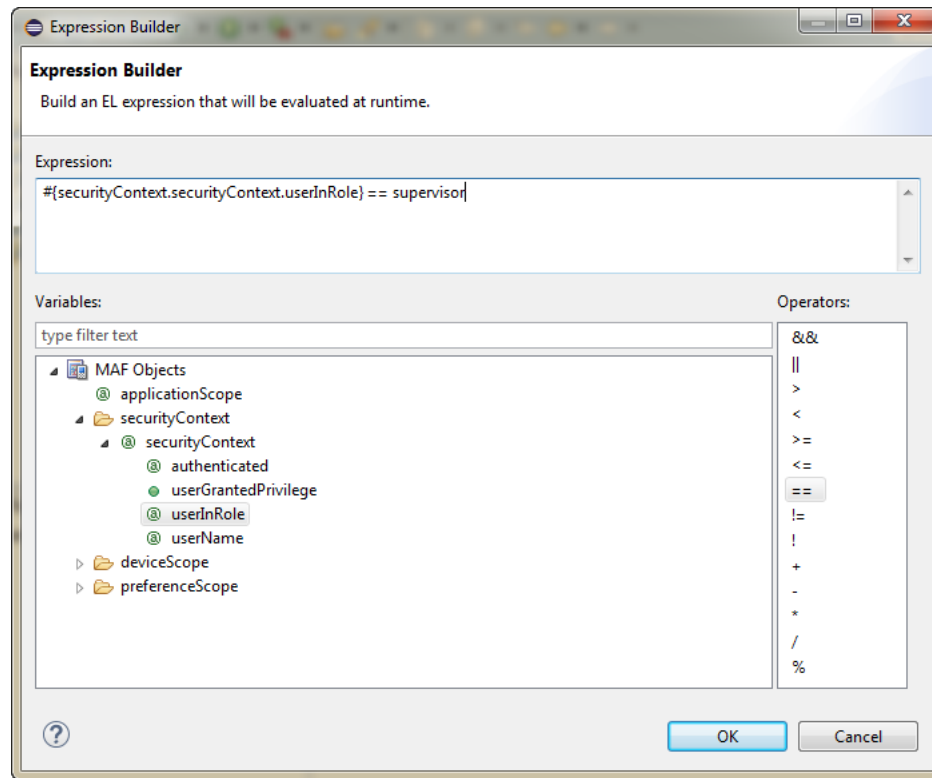 Expression Builder
Expression Builder
Build an EL expression that will be evaluated at runtime.
Expression:
#{securityContext.securityContext.userInRole} == supervisor
Variables:
Operators:
type filter text
MAF Objects
applicationScope
securityContext
securityContext
authenticated
userGrantedPrivilege
userInRole
userName
deviceScope
preferenceScope
&&
||
>
<
>=
<=
==
!=
!
+
-
*
/
%
?
OK
Cancel